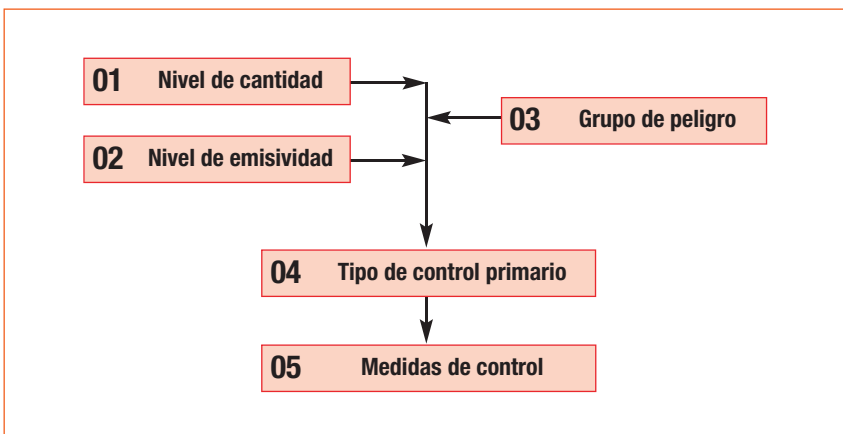 01 Nivel de cantidad
03 Grupo de peligro
02 Nivel de emisividad
04 Tipo de control primario
05 Medidas de control